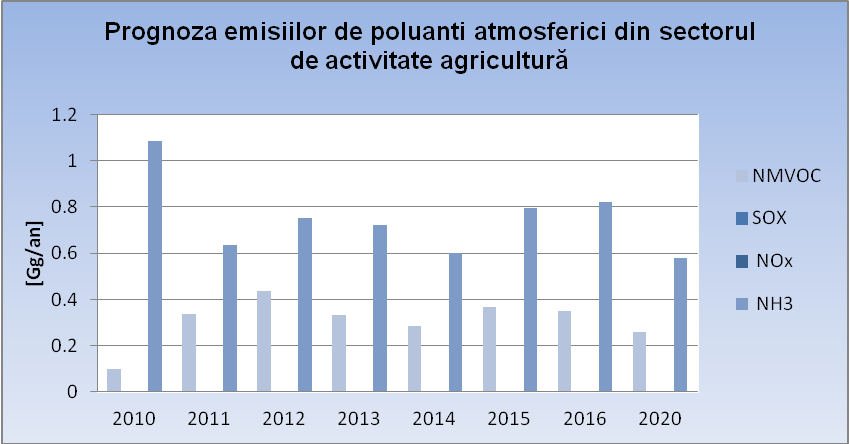 Prognoza emisiilor de poluanti atmosferici din sectorul
de activitate agricultură
[Gg/an]
1.2
1
0.8
0.6
0.4
0.2
0
2010 2011 2012 2013 2014 2015 2016 2020
NMVOC
SOX
NOx
NH3